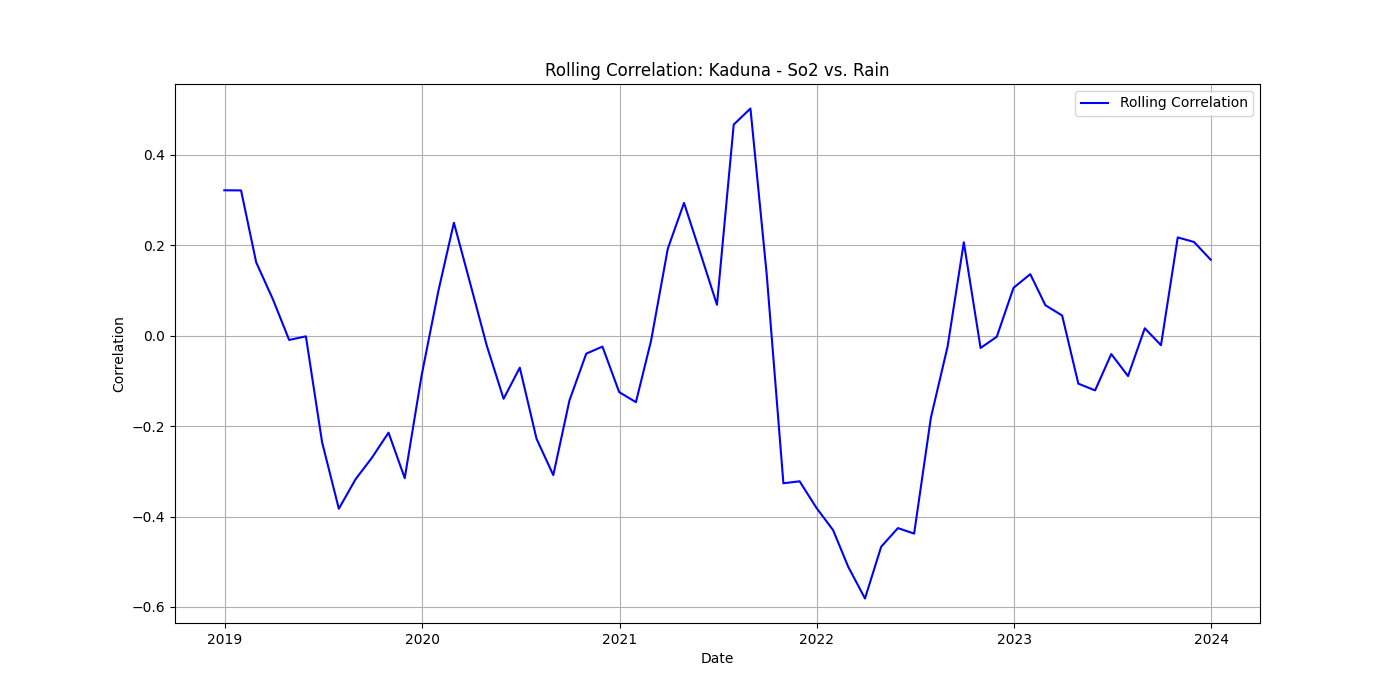 Rolling Correlation: Kaduna - So2 vs. Rain
Rolling Correlation
0.4
0.2
0.0
−0.2
−0.4
−0.6
Correlation
2019 2020 2021 2022 2023 2024
Date